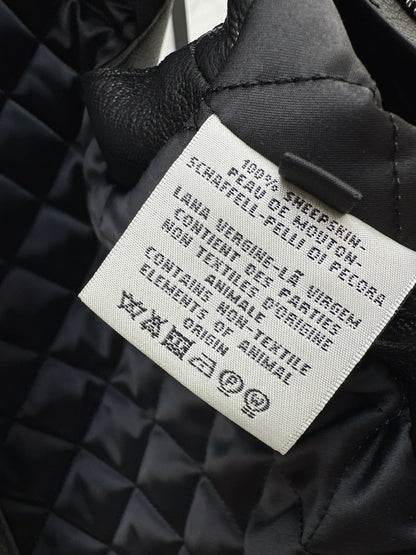 100% SHEEPSKIN-
PEAU DE MOUTON-
SCHAFFELL-PELLI DI PECORA
LANA VERGINE-LÃ VIRGEM
CONTIENT DES PARTIES
NON TEXTILES D'ORIGINE
ANIMALE
CONTAINS NON-TEXTILE
ELEMENTS OF ANIMAL
ORIGIN
P W